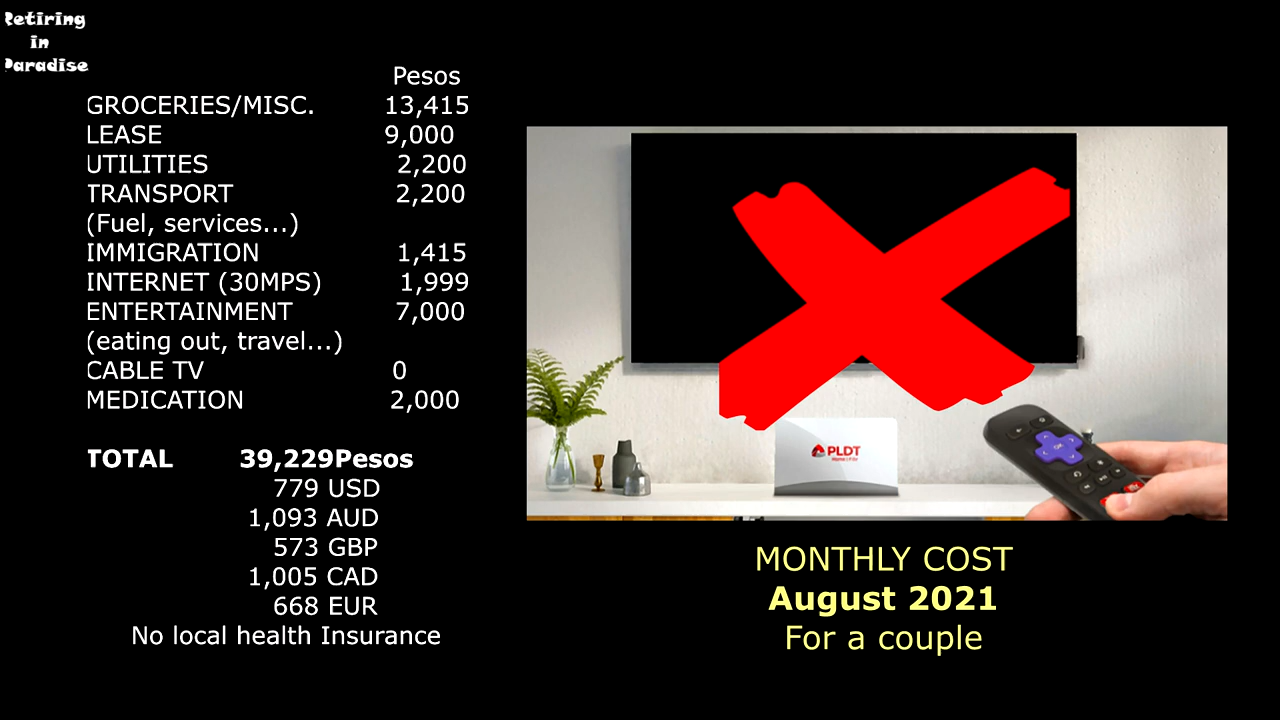 Retiring
in
Paradise
Pesos
GROCERIES/MISC. 13,415
LEASE 9,000
UTILITIES 2,200
TRANSPORT 2,200
(Fuel, services...)
IMMIGRATION 1,415
INTERNET (30MPS) 1,999
ENTERTAINMENT 7,000
(eating out, travel...)
CABLE TV 0
MEDICATION 2,000
TOTAL 39,229Pesos
779 USD
1,093 AUD
573 GBP
1,005 CAD
668 EUR
No local health Insurance
PLDT
Home
OK
MONTHLY COST
August 2021
For a couple